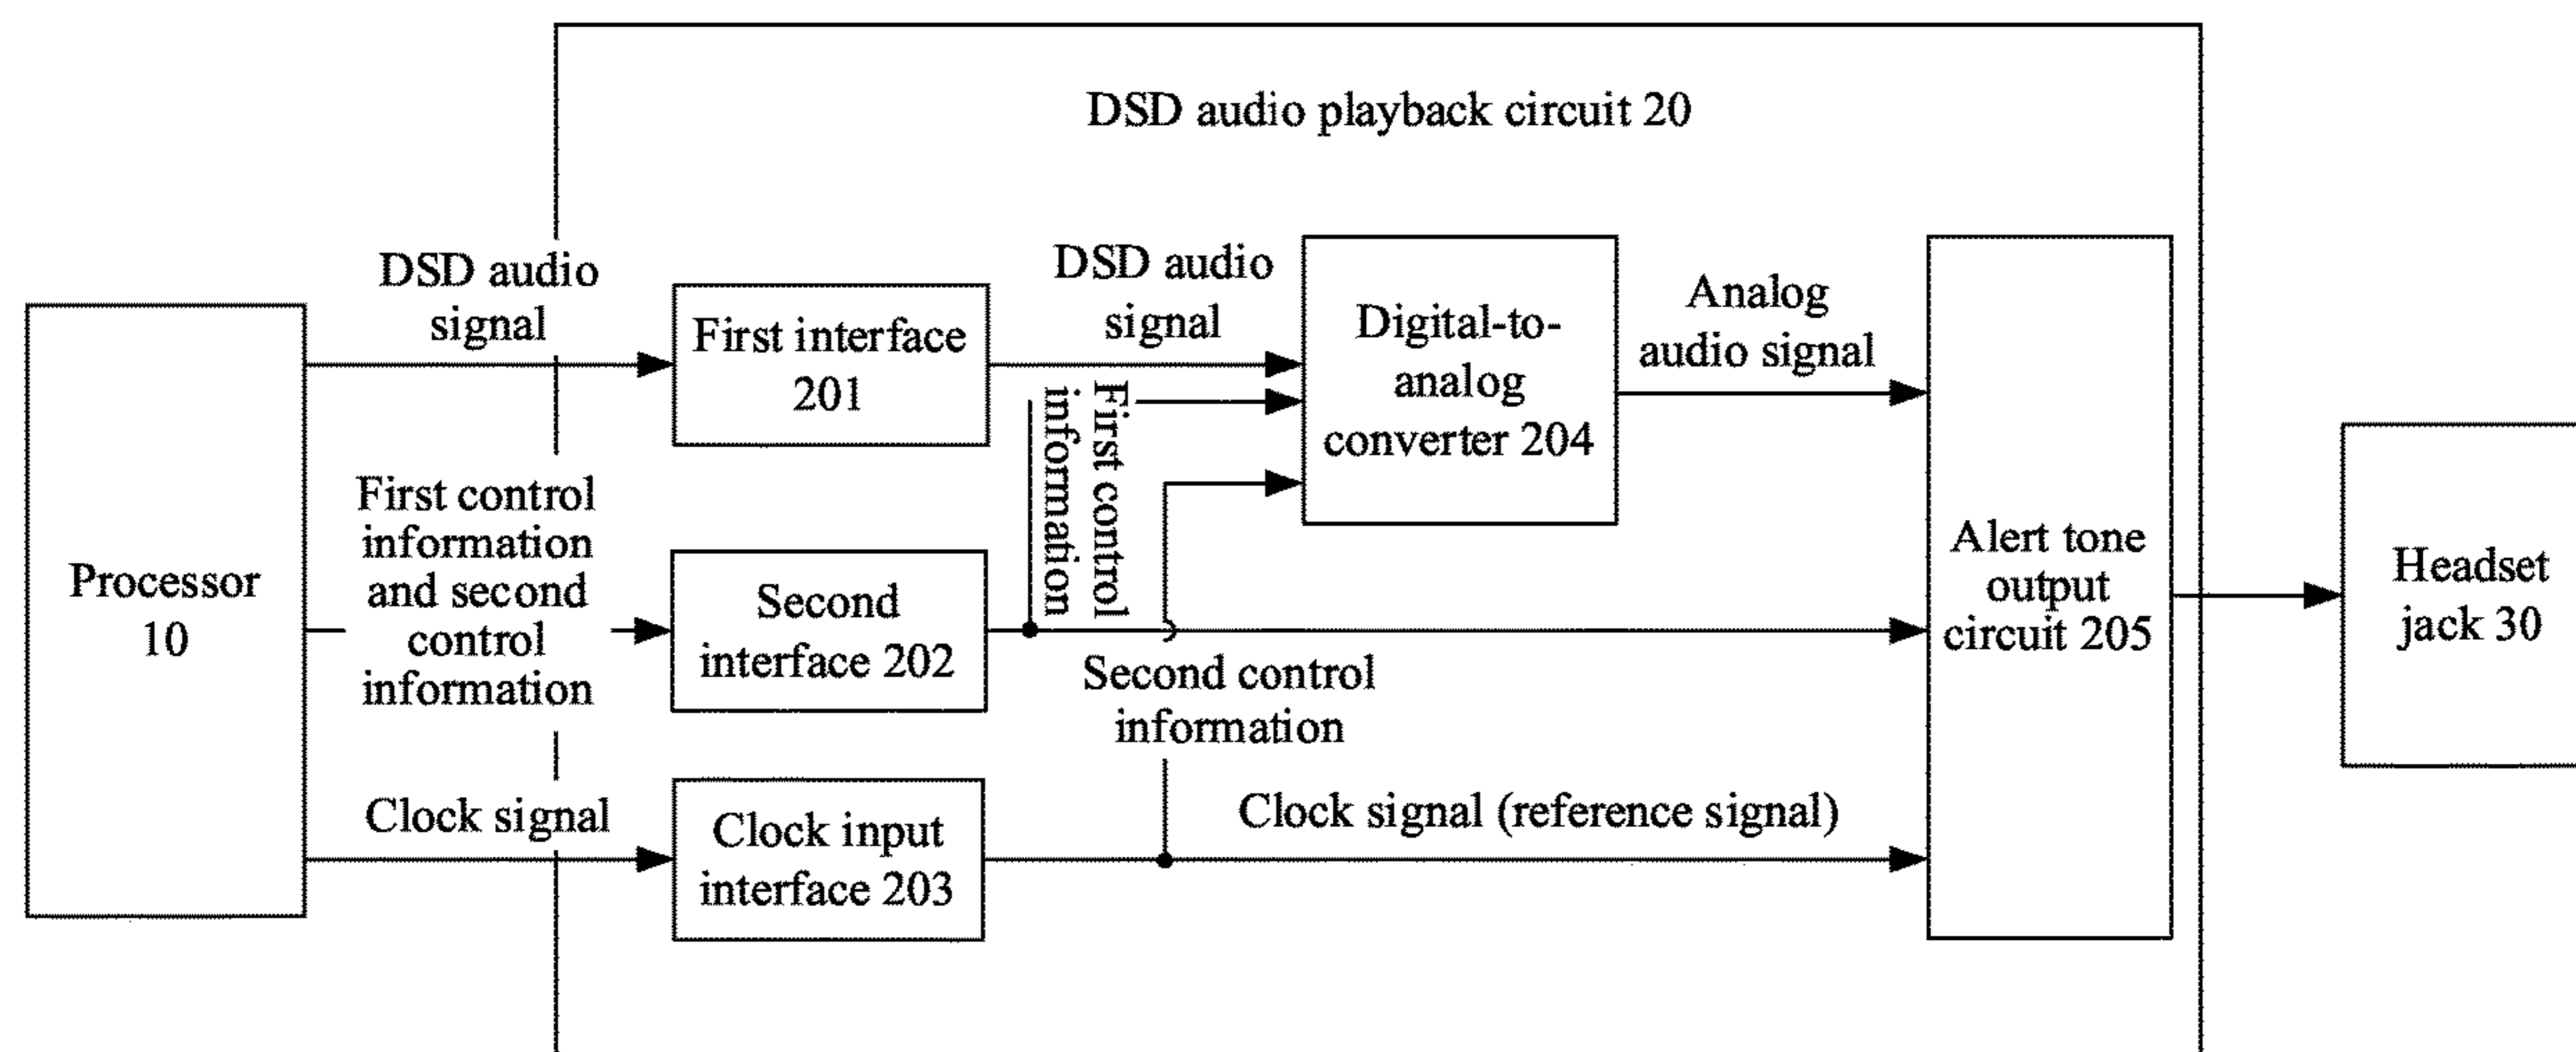 DSD audio playback circuit 20
DSD audio
signal
DSD audio
signal
Analog
audio signal
Processor
10
First interface
201
Digital-to-
analog
converter 204
First control
information
First control
information
and second
control
information
Second
interface 202
Alert tone
output
circuit 205
Headset
jack 30
Second control
information
Clock signal
Clock input
interface 203
Clock signal (reference signal)